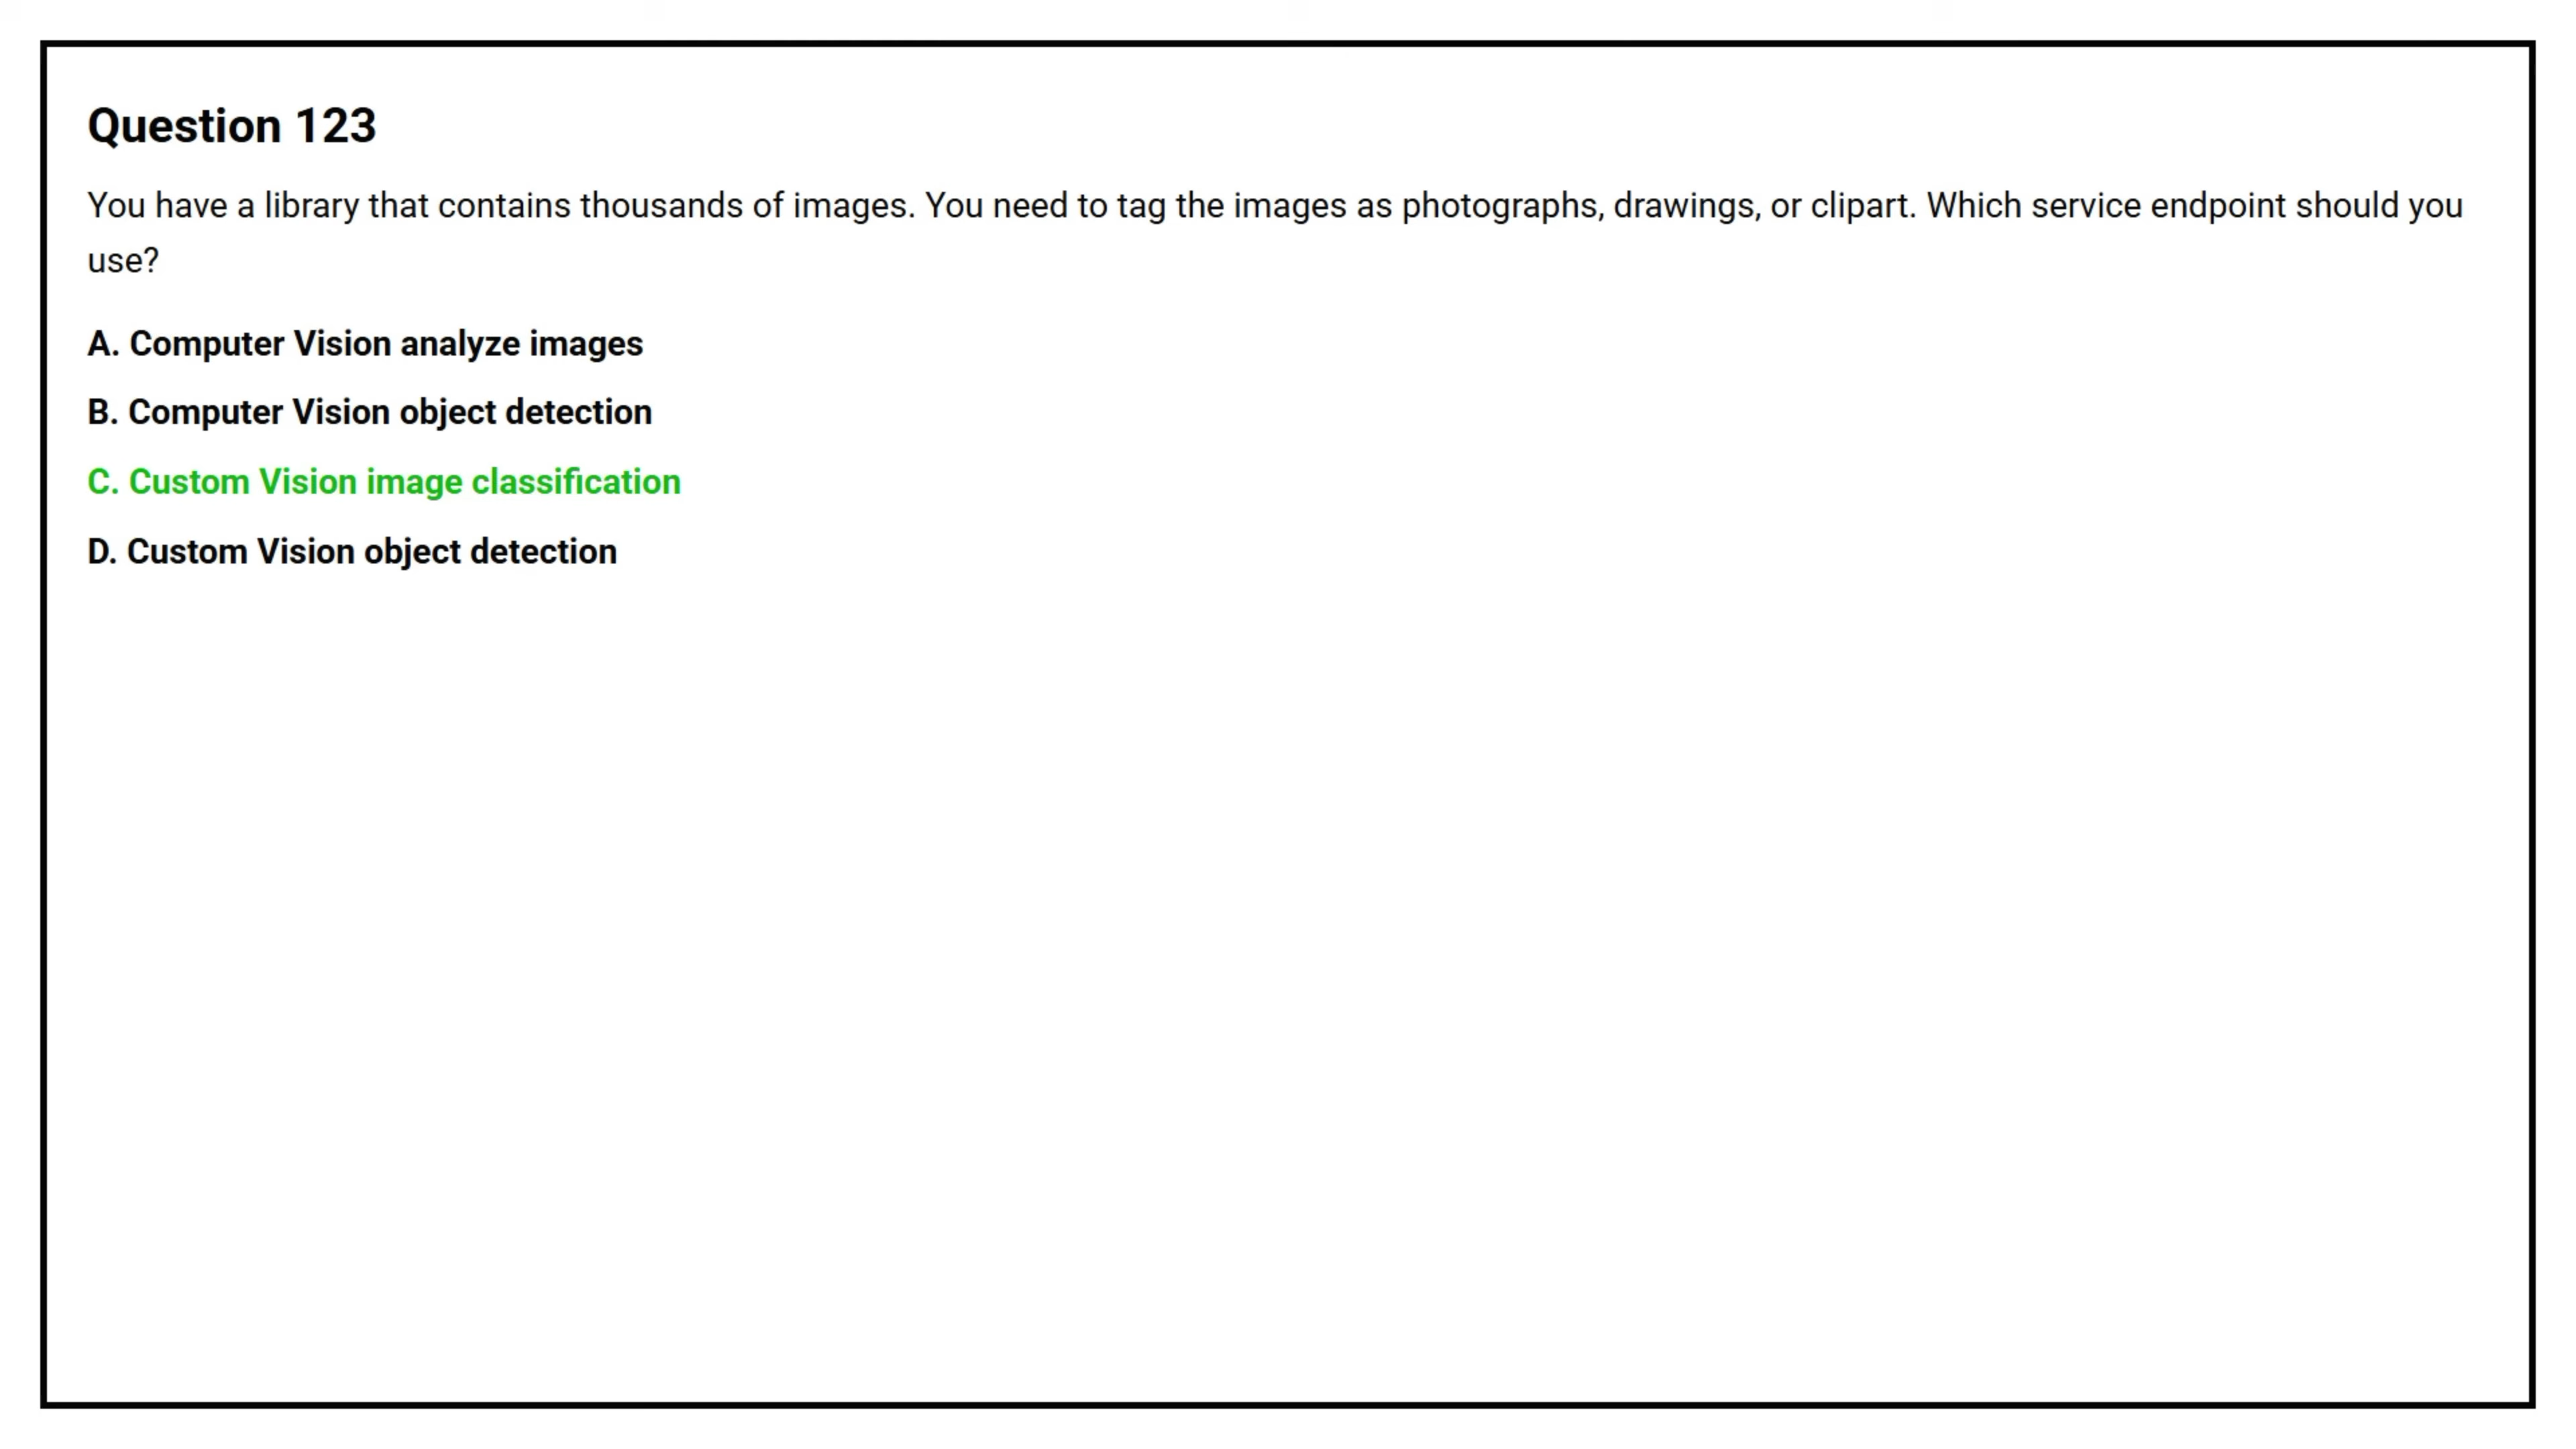 Question 123
You have a library that contains thousands of images. You need to tag the images as photographs, drawings, or clipart. Which service endpoint should you
use?
A. Computer Vision analyze images
B. Computer Vision object detection
C. Custom Vision image classification
D. Custom Vision object detection